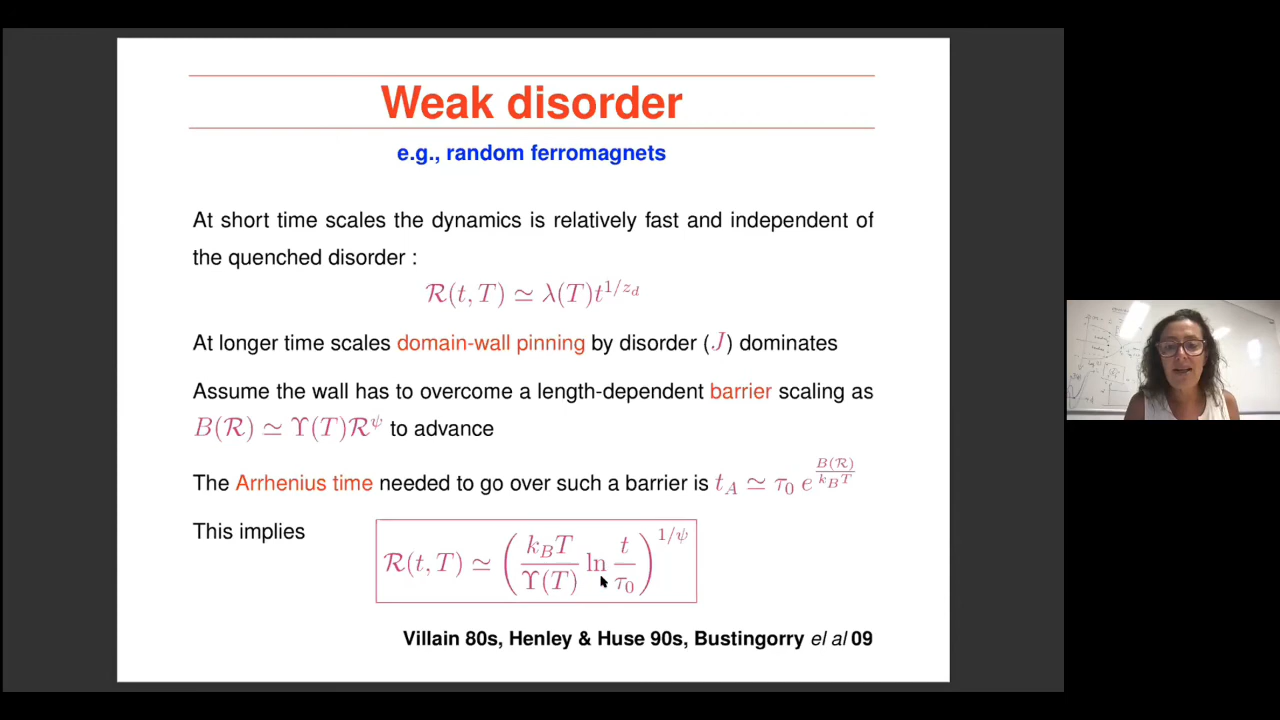 Weak disorder
e.g., random ferromagnets
At short time scales the dynamics is relatively fast and independent of
the quenched disorder :
ℛ(t, T) ≃ λ(T)t^{1/z_d}
At longer time scales domain-wall pinning by disorder (J) dominates
Assume the wall has to overcome a length-dependent barrier scaling as
B(ℛ) ≃ Υ(T)ℛ^ψ to advance
The Arrhenius time needed to go over such a barrier is t_A ≃ τ_0 e^{B(ℛ)/k_BT}
This implies ℛ(t, T) ≃ (k_BT/Υ(T) ln t/τ_0)^{1/ψ}
Villain 80s, Henley & Huse 90s, Bustingorry el al 09